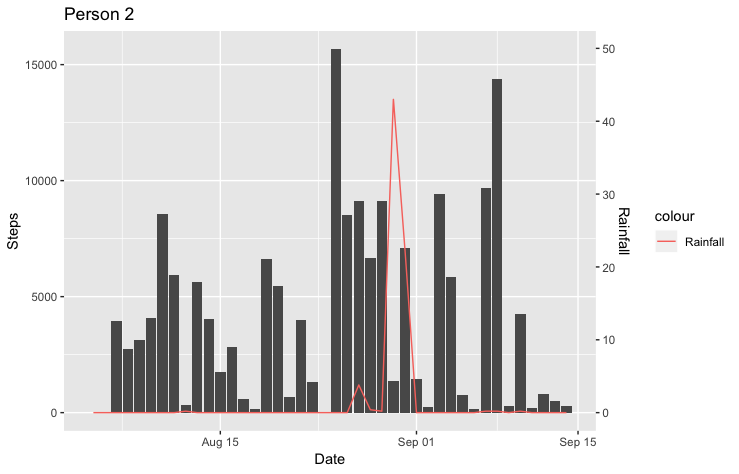 Person 2
Steps
15000
10000
5000
0
50
40
30
20
10
0
Rainfall
Aug 15
Sep 01
Sep 15
Date
colour
Rainfall